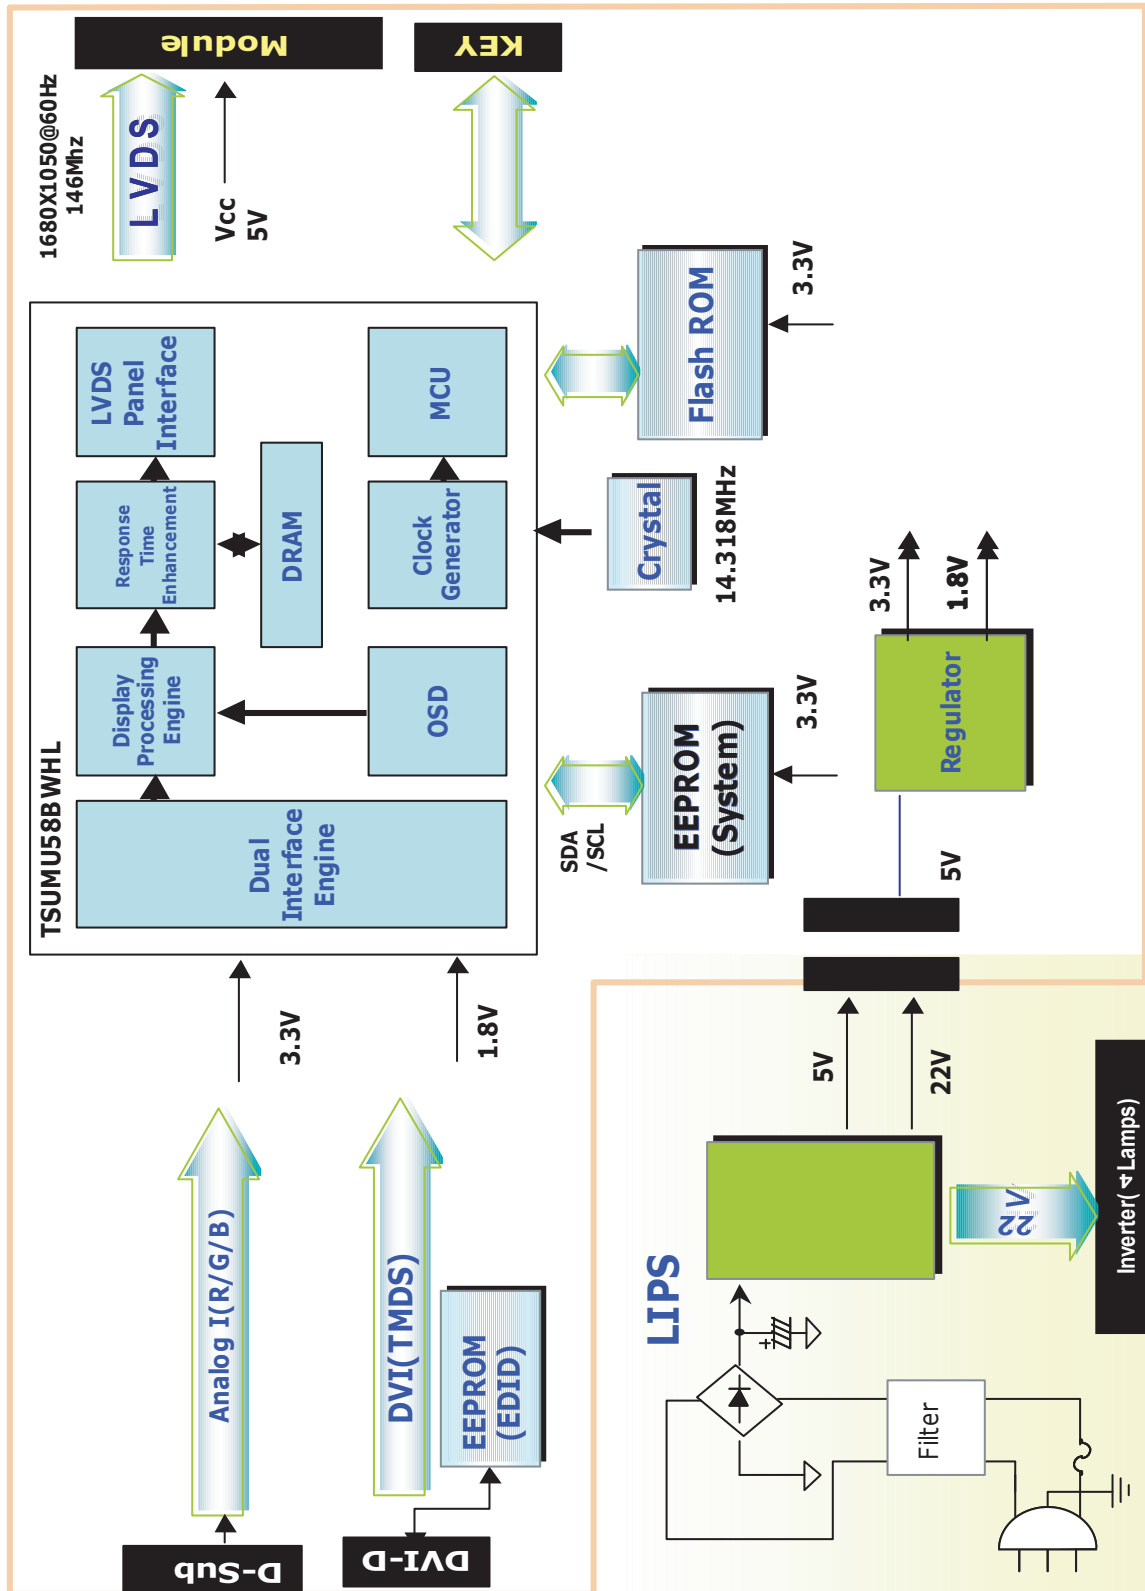 Module
KEY
1680X1050@60Hz
146Mhz
LVDS
Vcc
5V
TSUMU58BWHL
LVDS
Panel
Interface
Response
Time
Enhancement
Display
Processing
Engine
Dual
Interface
Engine
DRAM
MCU
Clock
Generator
OSD
Flash ROM
3.3V
Crystal
14.318MHz
SDA
/SCL
EEPROM
(System)
3.3V
Regulator
3.3V
1.8V
5V
3.3V
1.8V
Analog I(R/G/B)
D-Sub
DVI(TMDS)
DVI-D
EEPROM
(EDID)
LIPS
5V
22V
22V
Inverter(4Lamps)
+
Filter